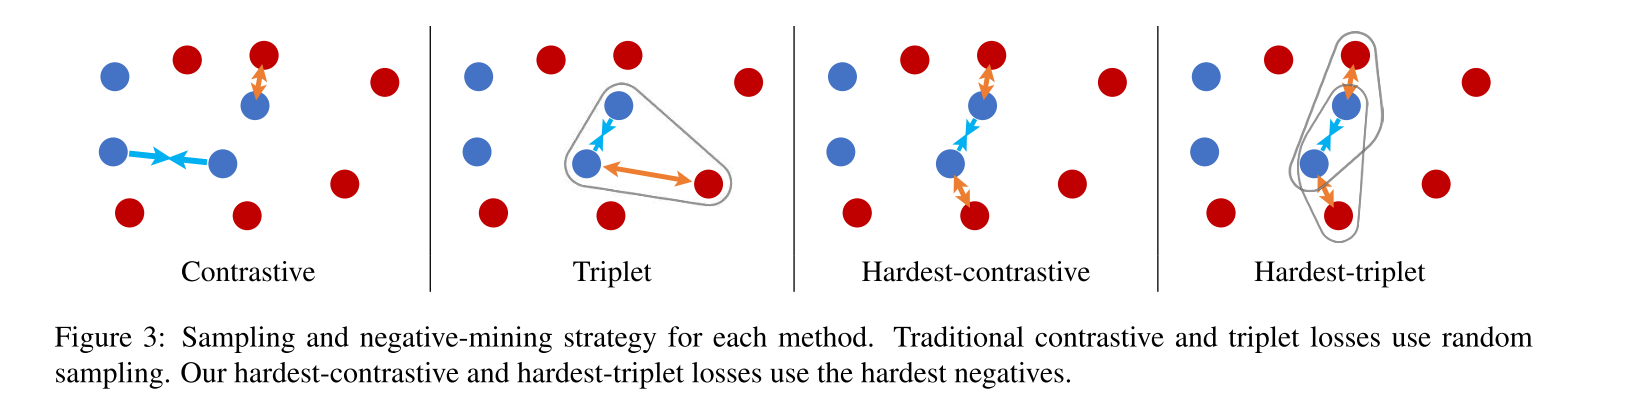 Contrastive
Triplet
Hardest-contrastive
Hardest-triplet
Figure 3: Sampling and negative-mining strategy for each method. Traditional contrastive and triplet losses use random
sampling. Our hardest-contrastive and hardest-triplet losses use the hardest negatives.